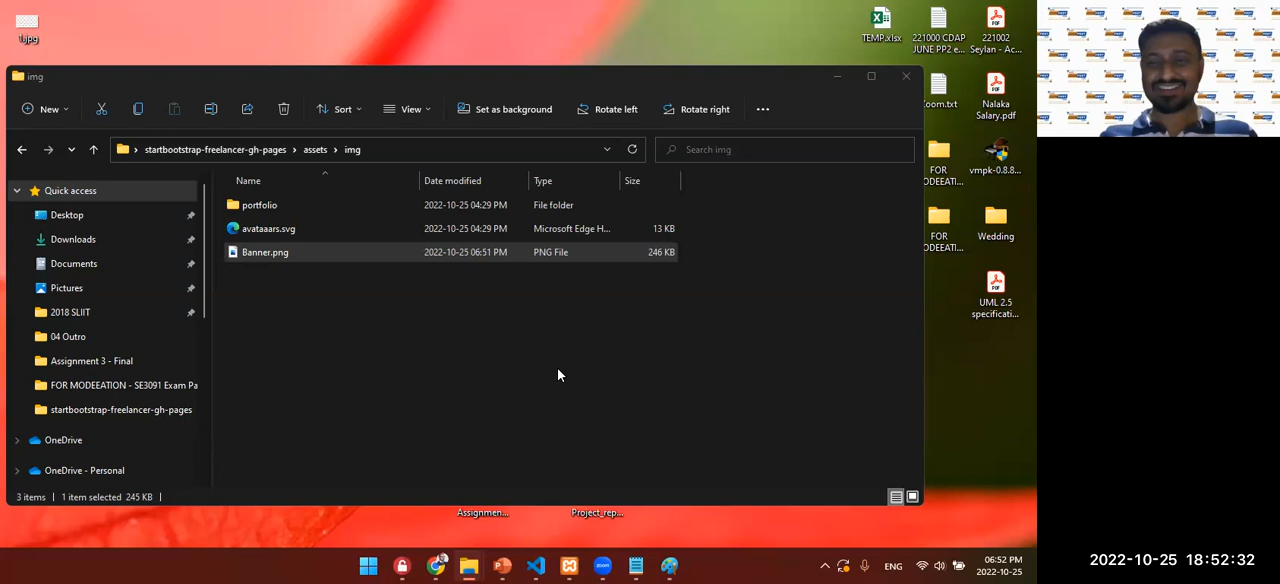 1.jpg
TEMP.xlsx
221000 CDAP
JUNE PP2 e...
221002
Seylan - Ac...
Zoom.txt
Nalaka
Salary.pdf
FOR
MODEEATI...
vmpk-0.8.8...
FOR
MODEEATI...
Wedding
UML 2.5
specificati...
img
New
Sort
View
Set as background
Rotate left
Rotate right
startbootstrap-freelancer-gh-pages > assets > img
Search img
Name
Date modified
Type
Size
portfolio 2022-10-25 04:29 PM File folder
avataaars.svg 2022-10-25 04:29 PM Microsoft Edge H... 13 KB
Banner.png 2022-10-25 06:51 PM PNG File 246 KB
Quick access
Desktop
Downloads
Documents
Pictures
2018 SLIIT
04 Outro
Assignment 3 - Final
FOR MODEEATION - SE3091 Exam Pa
startbootstrap-freelancer-gh-pages
OneDrive
OneDrive - Personal
3 items
1 item selected 245 KB
Assignmen...
Project_rep...
zoom
ENG
06:52 PM
2022-10-25
2022-10-25 18:52:32